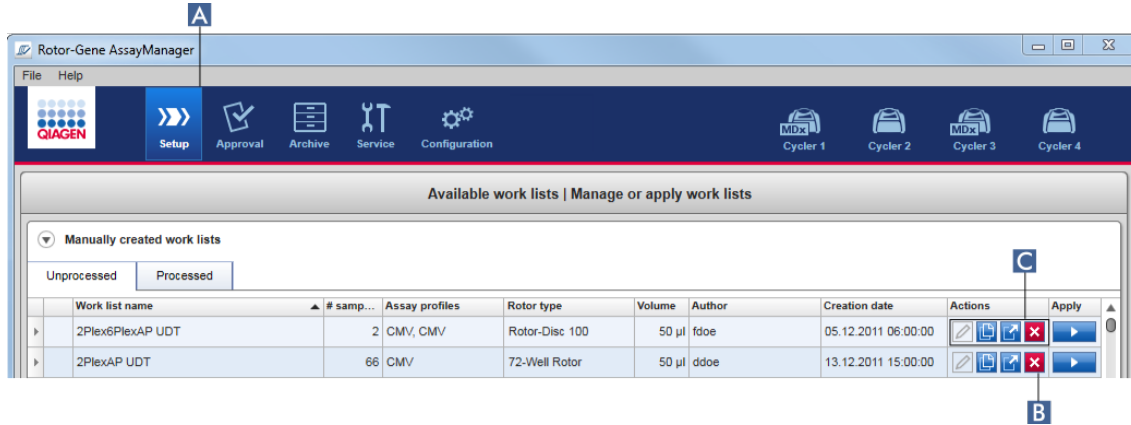 A
Rotor-Gene AssayManager
File Help
QIAGEN
Setup Approval Archive Service Configuration MDx Cycler 1 Cycler 2 MDx Cycler 3 Cycler 4
Available work lists | Manage or apply work lists
Manually created work lists
C
Unprocessed Processed
Work list name # samp... Assay profiles Rotor type Volume Author Creation date Actions Apply
2Plex6PlexAP UDT 2 CMV, CMV Rotor-Disc 100 50 µl fdoe 05.12.2011 06:00:00
2PlexAP UDT 66 CMV 72-Well Rotor 50 µl ddoe 13.12.2011 15:00:00
B